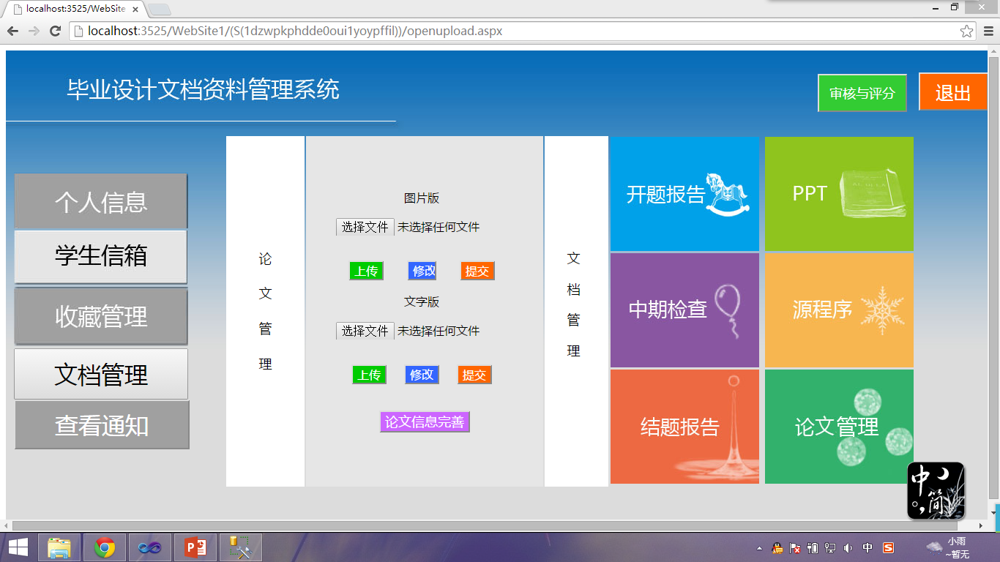 localhost:3525/WebSite
localhost:3525/WebSite1/(S(1dzwpkphdde0oui1yoypffil))/openupload.aspx
毕业设计文档资料管理系统
审核与评分
退出
个人信息
学生信箱
收藏管理
文档管理
查看通知
论
文
管
理
图片版
选择文件 未选择任何文件
上传 修改 提交
文字版
选择文件 未选择任何文件
上传 修改 提交
论文信息完善
文
档
管
理
开题报告
PPT
中期检查
源程序
结题报告
论文管理
中
简
中
小雨
~暂无